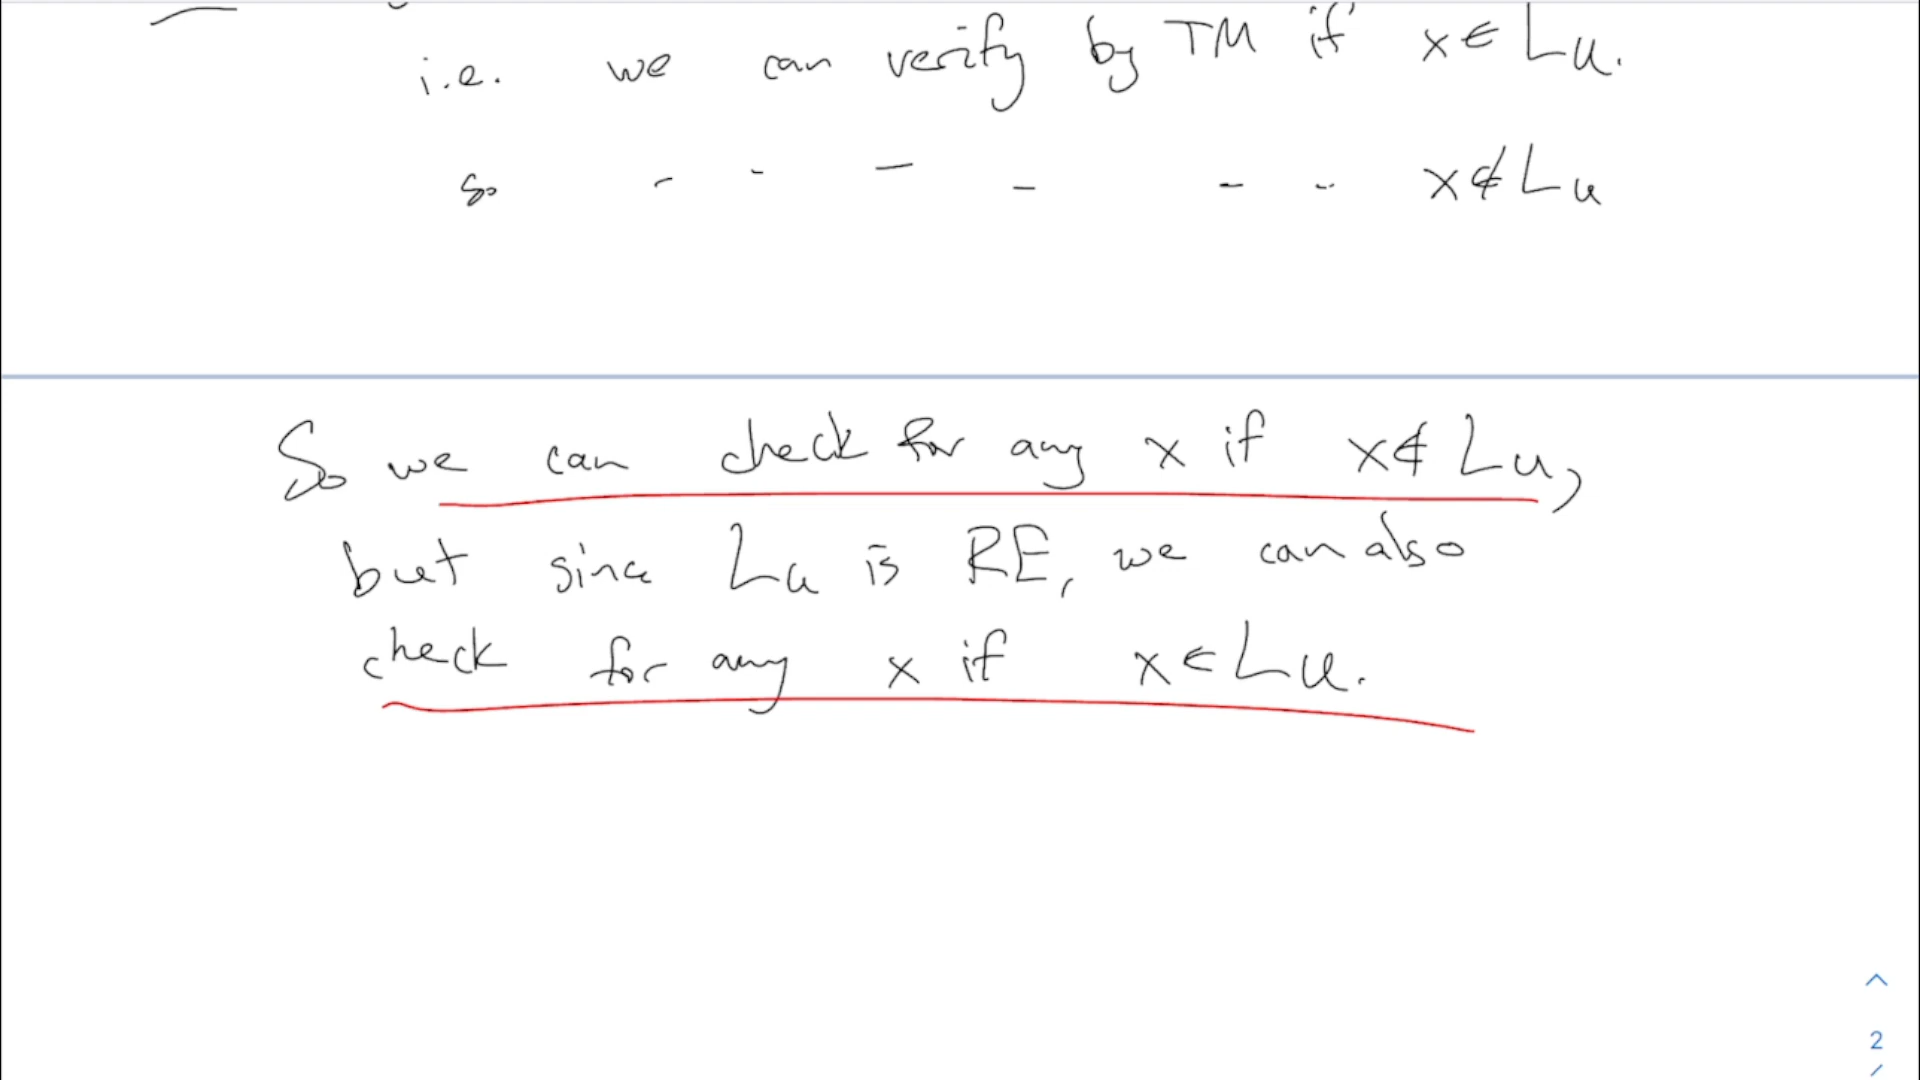 i.e. we can verify by TM if x ∈ Lu.
so - - - - - - x ∉ Lu
So we can check for any x if x ∉ Lu,
but since Lu is RE, we can also
check for any x if x ∈ Lu.
2